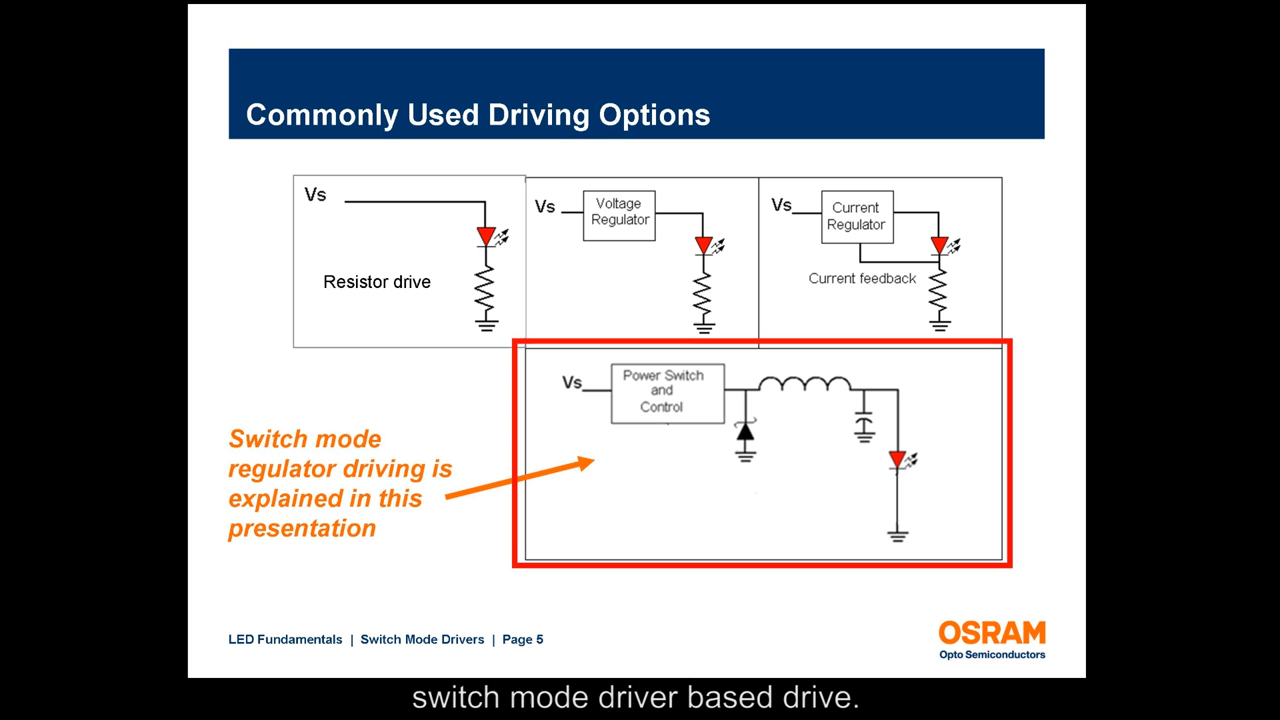 Commonly Used Driving Options
Vs
Resistor drive
Vs
Voltage
Regulator
Vs
Current
Regulator
Current feedback
Vs
Power Switch
and
Control
Switch mode
regulator driving is
explained in this
presentation
LED Fundamentals | Switch Mode Drivers | Page 5
OSRAM
Opto Semiconductors
switch mode driver based drive.